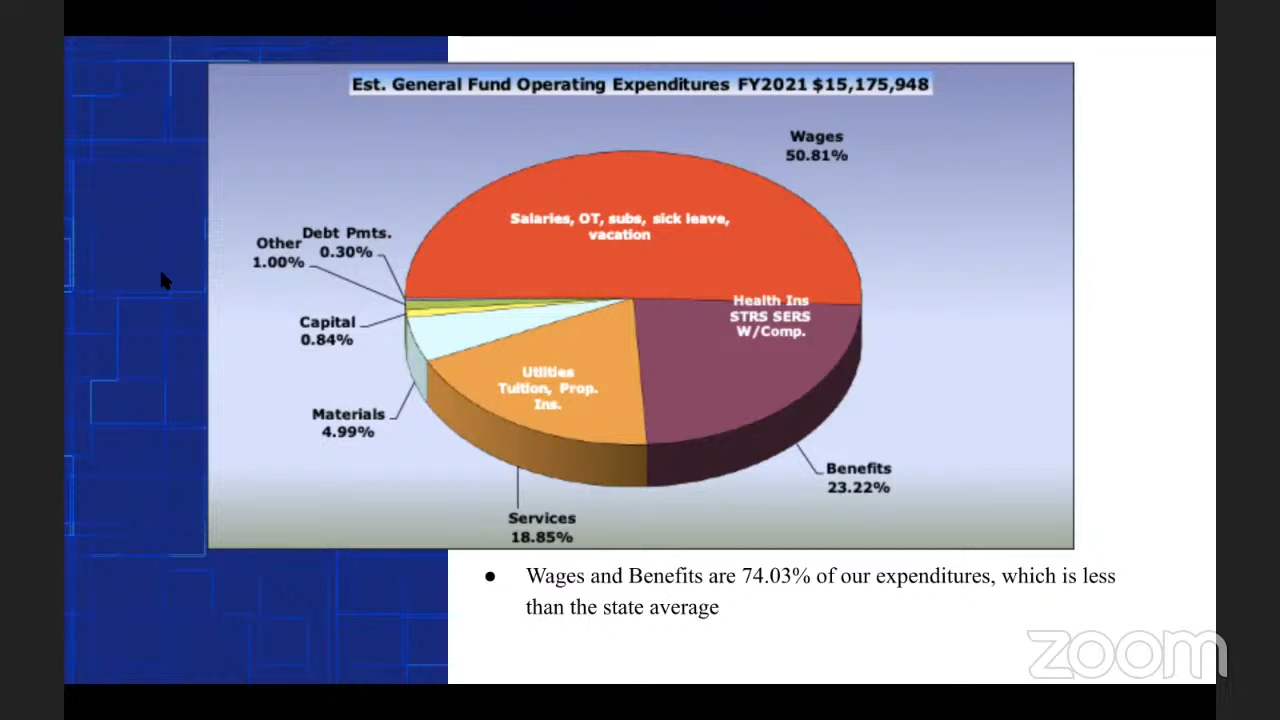 Est. General Fund Operating Expenditures FY2021 $15,175,948
Wages
50.81%
Salaries, OT, subs, sick leave,
vacation
Debt Pmts.
0.30%
Other
1.00%
Health Ins
STRS SERS
W/Comp.
Capital
0.84%
Utilities
Tuition, Prop.
Ins.
Materials
4.99%
Benefits
23.22%
Services
18.85%
● Wages and Benefits are 74.03% of our expenditures, which is less
than the state average
zoom